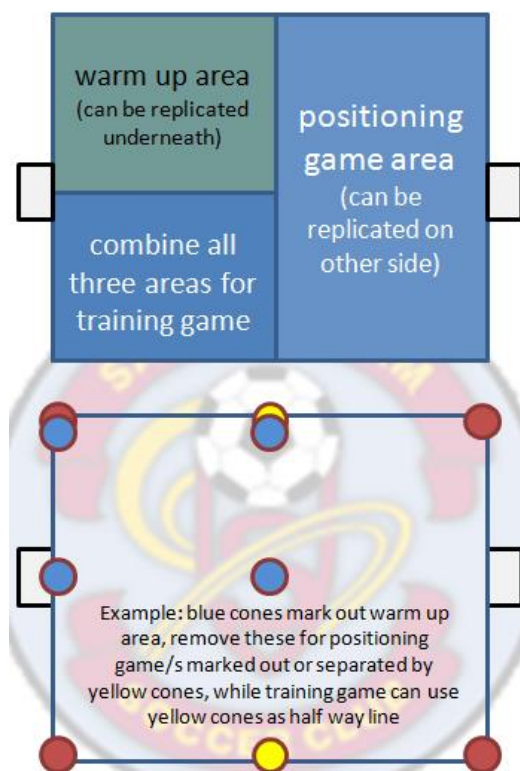 warm up area
(can be replicated
underneath)
positioning
game area
(can be
replicated on
other side)
combine all
three areas for
training game
Example: blue cones mark out warm up
area, remove these for positioning
game/s marked out or separated by
yellow cones, while training game can use
yellow cones as half way line
SOCCER CLUB